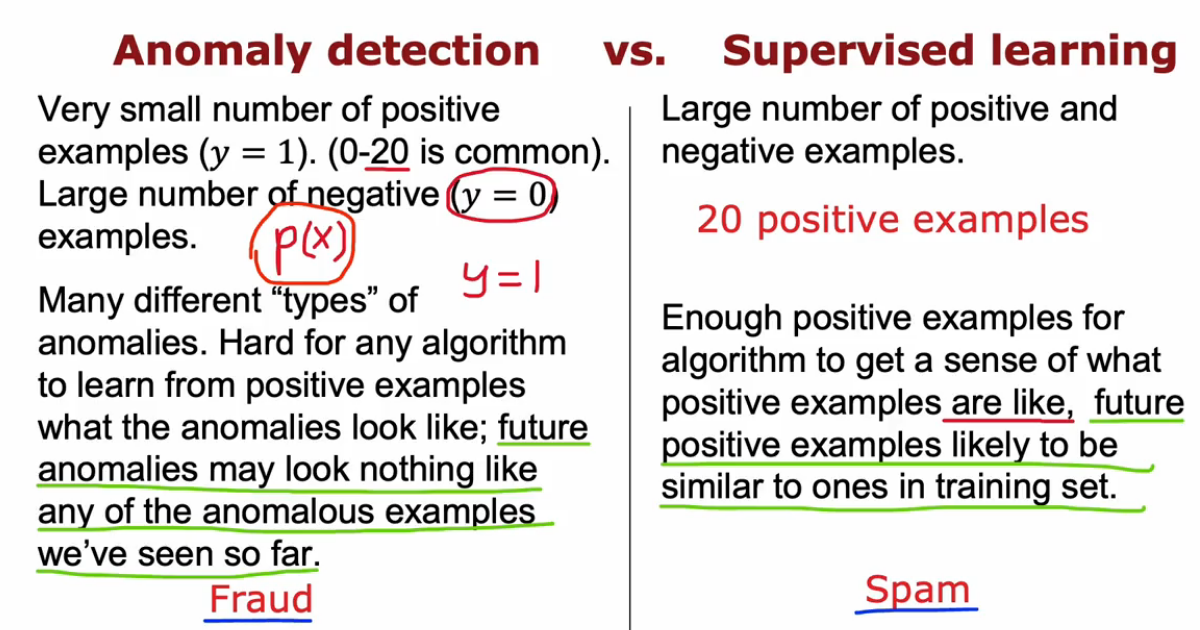 Anomaly detection vs. Supervised learning
Very small number of positive
examples (y = 1). (0-20 is common).
Large number of negative (y = 0)
examples.
p(x)
y=1
Many different “types” of
anomalies. Hard for any algorithm
to learn from positive examples
what the anomalies look like; future
anomalies may look nothing like
any of the anomalous examples
we’ve seen so far.
Fraud
Large number of positive and
negative examples.
20 positive examples
Enough positive examples for
algorithm to get a sense of what
positive examples are like, future
positive examples likely to be
similar to ones in training set.
Spam